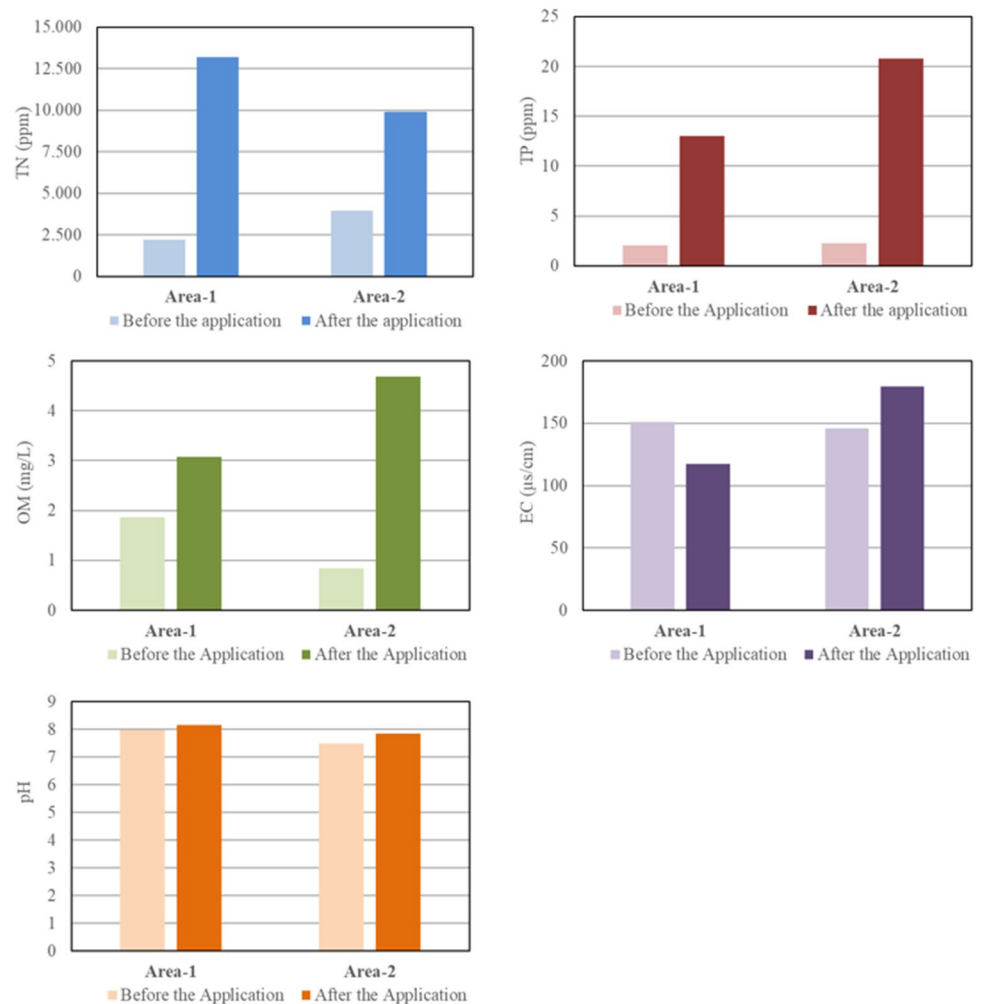 15.000
12.500
10.000
7.500
5.000
2.500
0
TN (ppm)
Area-1 Area-2
Before the application After the application
25
20
15
10
5
0
TP (ppm)
Area-1 Area-2
Before the Application After the application
5
4
3
2
1
0
OM (mg/L)
Area-1 Area-2
Before the Application After the Application
200
150
100
50
0
EC (µs/cm)
Area-1 Area-2
Before the Application After the Application
9
8
7
6
5
4
3
2
1
0
pH
Area-1 Area-2
Before the Application After the Application